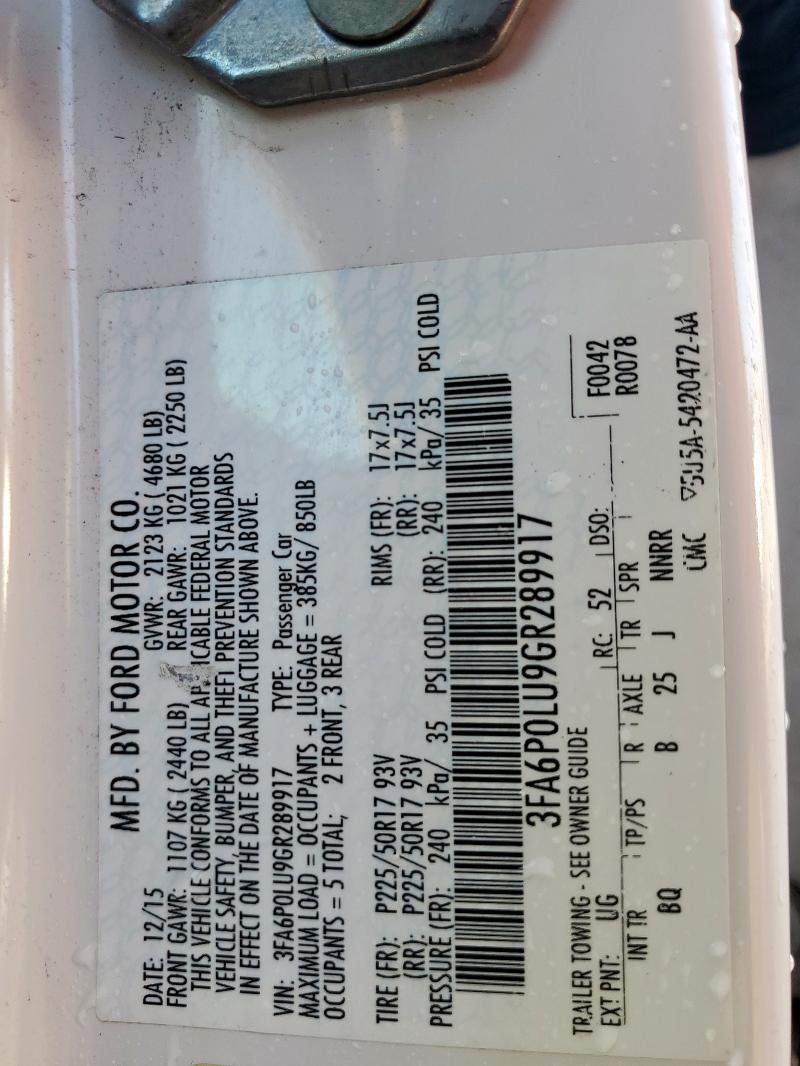 MFD. BY FORD MOTOR CO.
DATE: 12/15 GVWR: 2123 KG ( 4680 LB)
FRONT GAWR: 1107 KG ( 2440 LB) REAR GAWR: 1021 KG ( 2250 LB)
THIS VEHICLE CONFORMS TO ALL AP CABLE FEDERAL MOTOR
VEHICLE SAFETY, BUMPER, AND THEFT PREVENTION STANDARDS
IN EFFECT ON THE DATE OF MANUFACTURE SHOWN ABOVE.
VIN: 3FA6P0LU9GR289917 TYPE: Passenger Car
MAXIMUM LOAD = OCCUPANTS + LUGGAGE = 385KG/ 850LB
OCCUPANTS = 5 TOTAL; 2 FRONT, 3 REAR
TIRE (FR): P225/50R17 93V RIMS (FR): 17x7.5J
(RR): P225/50R17 93V (RR): 17x7.5J
PRESSURE (FR): 240 kPa/ 35 PSI COLD (RR): 240 kPa/ 35 PSI COLD
3FA6P0LU9GR289917
TRAILER TOWING - SEE OWNER GUIDE
EXT PNT: UG RC: 52 DSO: F0042
R0078
INT TR TP/PS R AXLE TR SPR
BQ B 25 J NNRR
5U5A-5420472-AA